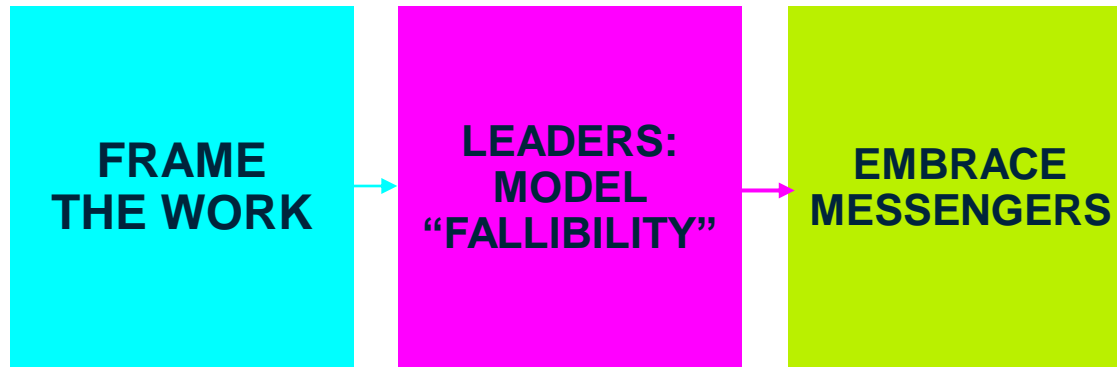 FRAME
THE WORK
LEADERS:
MODEL
“FALLIBILITY”
EMBRACE
MESSENGERS